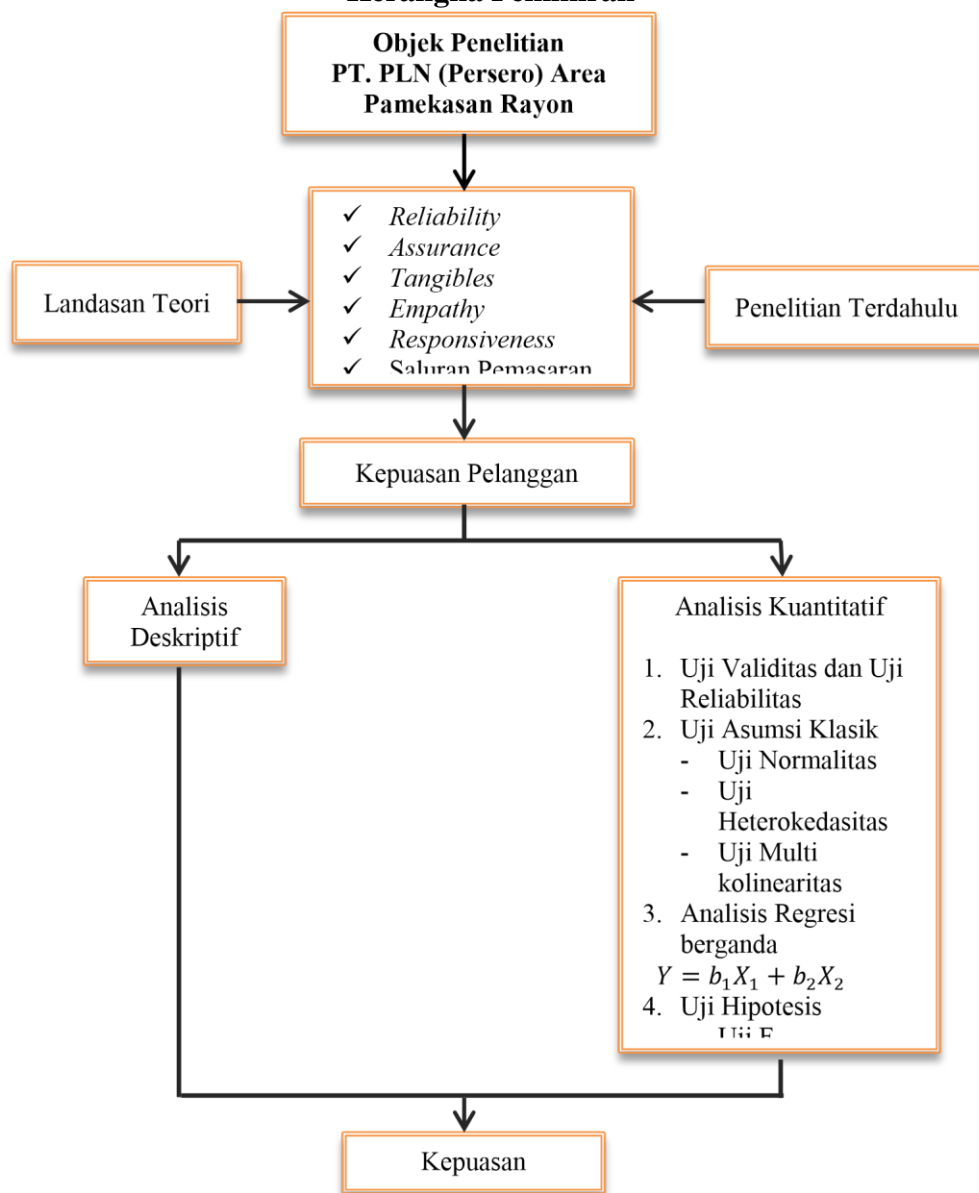 Objek Penelitian
PT. PLN (Persero) Area
Pamekasan Rayon
✓ Reliability
✓ Assurance
✓ Tangibles
✓ Empathy
✓ Responsiveness
✓ Saluran Pemasaran
Landasan Teori
Penelitian Terdahulu
Kepuasan Pelanggan
Analisis
Deskriptif
Analisis Kuantitatif
1. Uji Validitas dan Uji
Reliabilitas
2. Uji Asumsi Klasik
- Uji Normalitas
- Uji
Heterokedasitas
- Uji Multi
kolinearitas
3. Analisis Regresi
berganda
Y = b₁X₁ + b₂X₂
4. Uji Hipotesis
Kepuasan